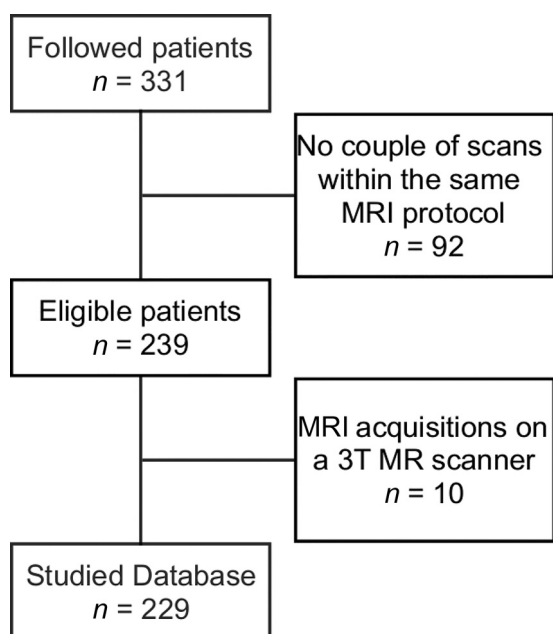 Followed patients
n = 331
No couple of scans
within the same
MRI protocol
n = 92
Eligible patients
n = 239
MRI acquisitions on
a 3T MR scanner
n = 10
Studied Database
n = 229